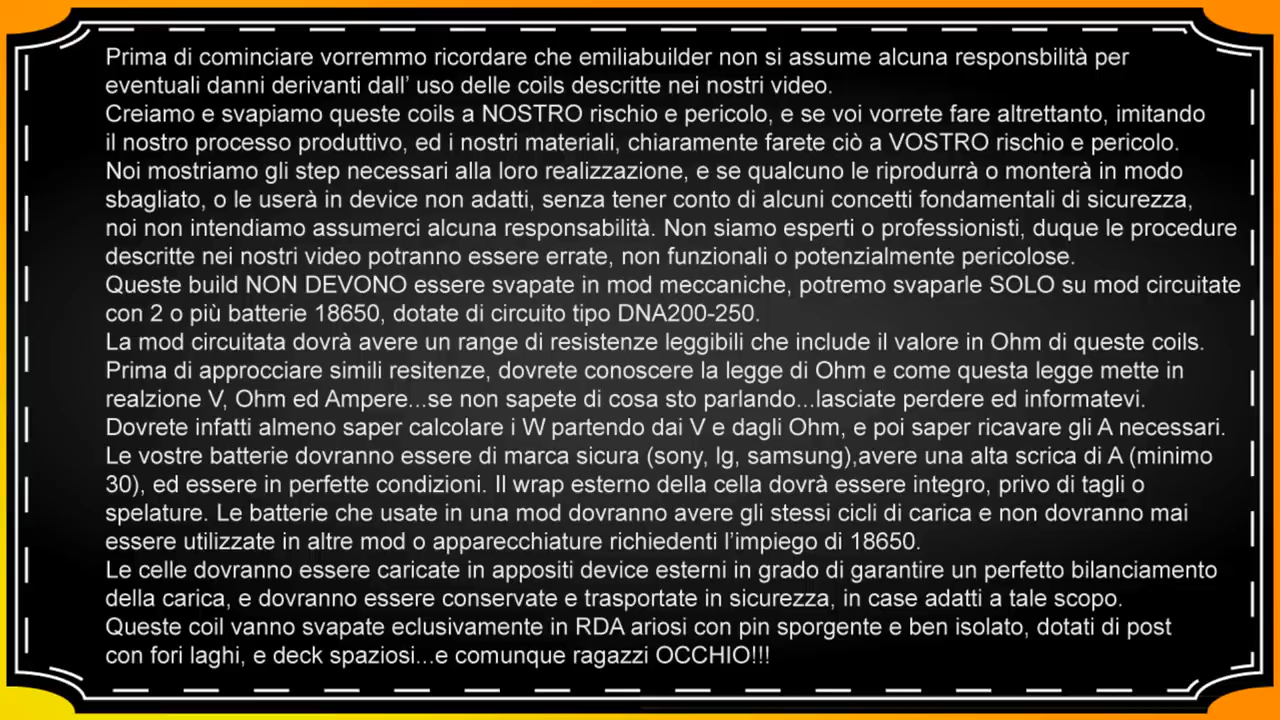 Prima di cominciare vorremmo ricordare che emiliabuilder non si assume alcuna responsbilità per
eventuali danni derivanti dall' uso delle coils descritte nei nostri video.
Creiamo e svapiamo queste coils a NOSTRO rischio e pericolo, e se voi vorrete fare altrettanto, imitando
il nostro processo produttivo, ed i nostri materiali, chiaramente farete ciò a VOSTRO rischio e pericolo.
Noi mostriamo gli step necessari alla loro realizzazione, e se qualcuno le riprodurrà o monterà in modo
sbagliato, o le userà in device non adatti, senza tener conto di alcuni concetti fondamentali di sicurezza,
noi non intendiamo assumerci alcuna responsabilità. Non siamo esperti o professionisti, duque le procedure
descritte nei nostri video potranno essere errate, non funzionali o potenzialmente pericolose.
Queste build NON DEVONO essere svapate in mod meccaniche, potremo svaparle SOLO su mod circuitate
con 2 o più batterie 18650, dotate di circuito tipo DNA200-250.
La mod circuitata dovrà avere un range di resistenze leggibili che include il valore in Ohm di queste coils.
Prima di approcciare simili resitenze, dovrete conoscere la legge di Ohm e come questa legge mette in
realzione V, Ohm ed Ampere...se non sapete di cosa sto parlando...lasciate perdere ed informatevi.
Dovrete infatti almeno saper calcolare i W partendo dai V e dagli Ohm, e poi saper ricavare gli A necessari.
Le vostre batterie dovranno essere di marca sicura (sony, lg, samsung),avere una alta scrica di A (minimo
30), ed essere in perfette condizioni. Il wrap esterno della cella dovrà essere integro, privo di tagli o
spelature. Le batterie che usate in una mod dovranno avere gli stessi cicli di carica e non dovranno mai
essere utilizzate in altre mod o apparecchiature richiedenti l'impiego di 18650.
Le celle dovranno essere caricate in appositi device esterni in grado di garantire un perfetto bilanciamento
della carica, e dovranno essere conservate e trasportate in sicurezza, in case adatti a tale scopo.
Queste coil vanno svapate eclusivamente in RDA ariosi con pin sporgente e ben isolato, dotati di post
con fori laghi, e deck spaziosi...e comunque ragazzi OCCHIO!!!